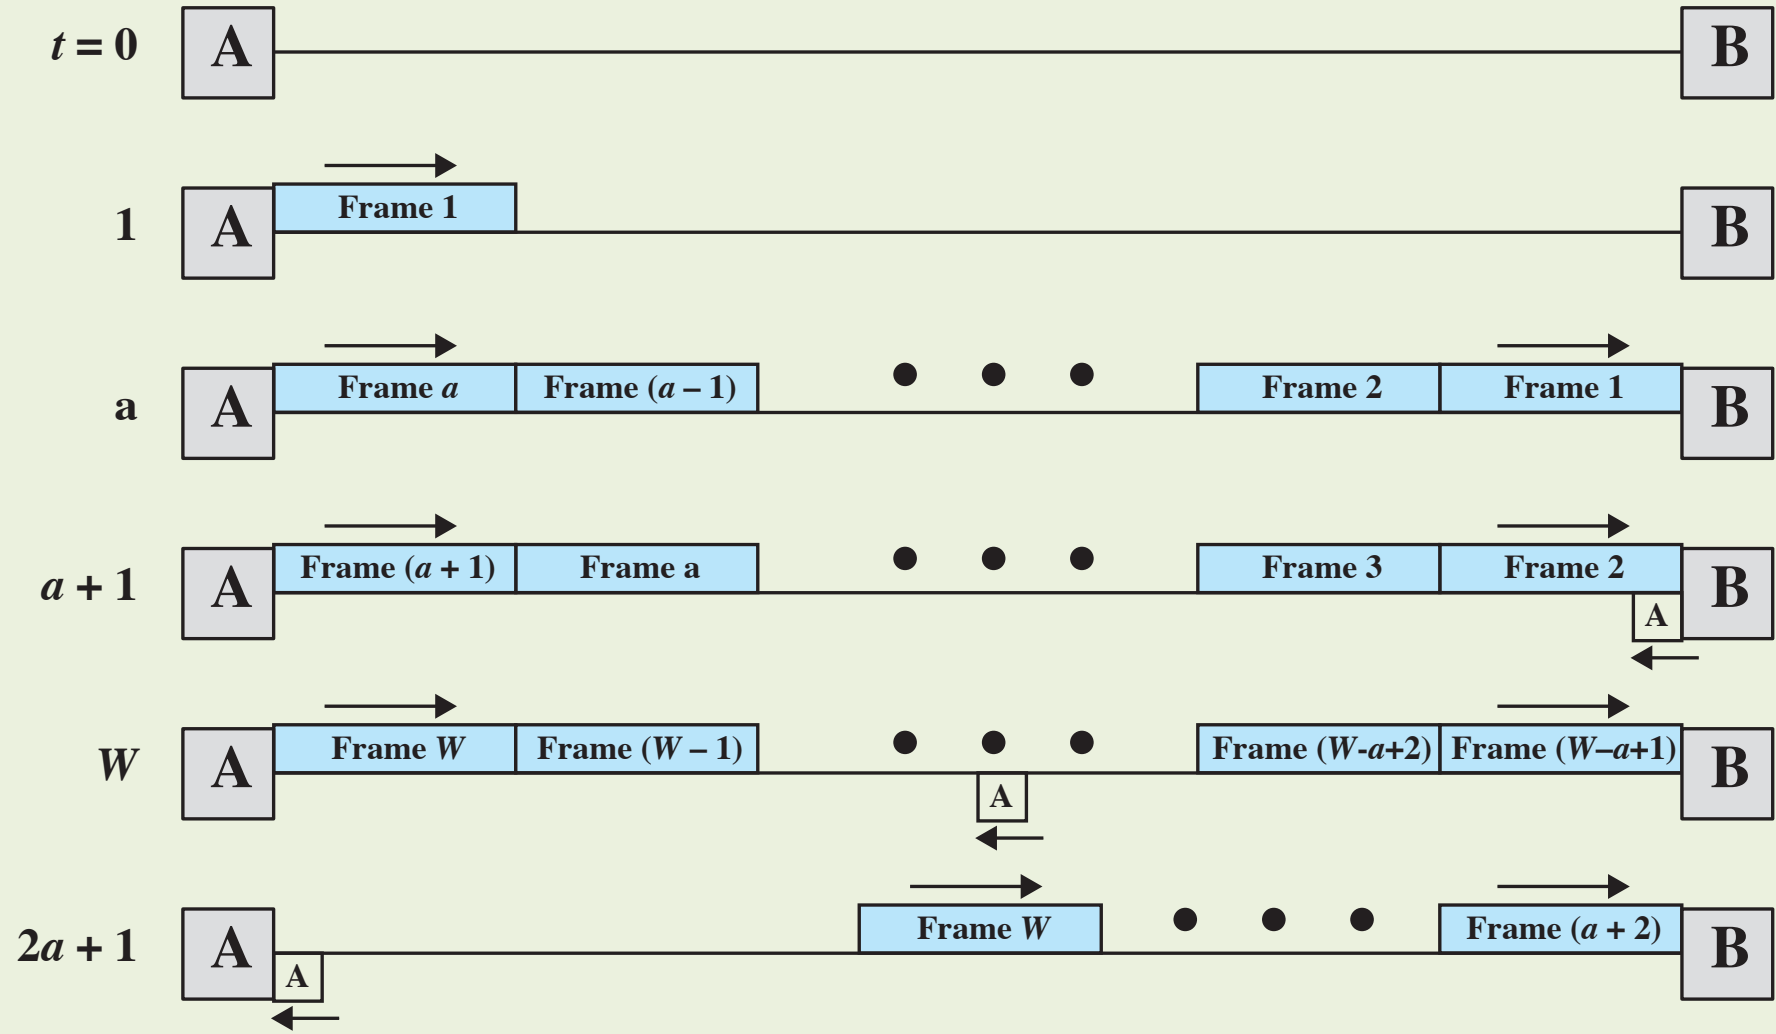 t = 0 A B
1 A Frame 1 B
a A Frame a Frame (a – 1) Frame 2 Frame 1 B
a + 1 A Frame (a + 1) Frame a Frame 3 Frame 2 B
A
W A Frame W Frame (W – 1) Frame (W-a+2) Frame (W–a+1) B
A
2a + 1 A Frame W Frame (a + 2) B
A